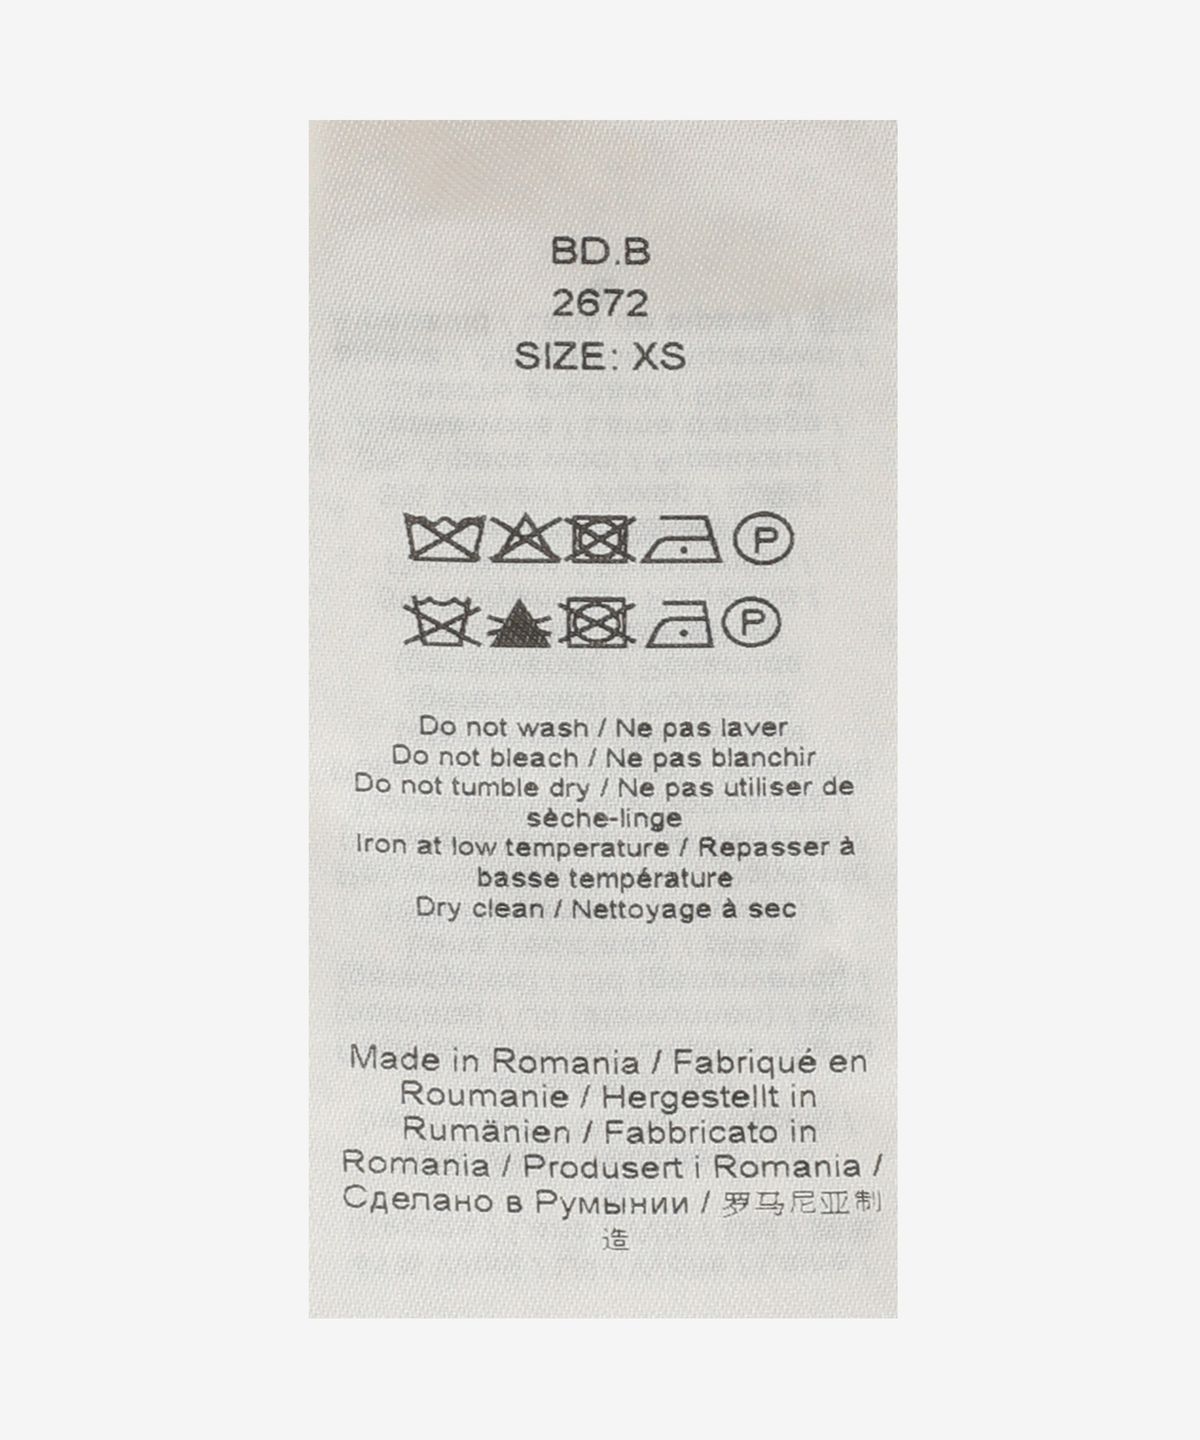 BD.B
2672
SIZE: XS
P
P
Do not wash / Ne pas laver
Do not bleach / Ne pas blanchir
Do not tumble dry / Ne pas utiliser de
sèche-linge
Iron at low temperature / Repasser à
basse température
Dry clean / Nettoyage à sec
Made in Romania / Fabriqué en
Roumanie / Hergestellt in
Rumänien / Fabbricato in
Romania / Produsert i Romania /
Сделано в Румынии / 罗马尼亚制
造